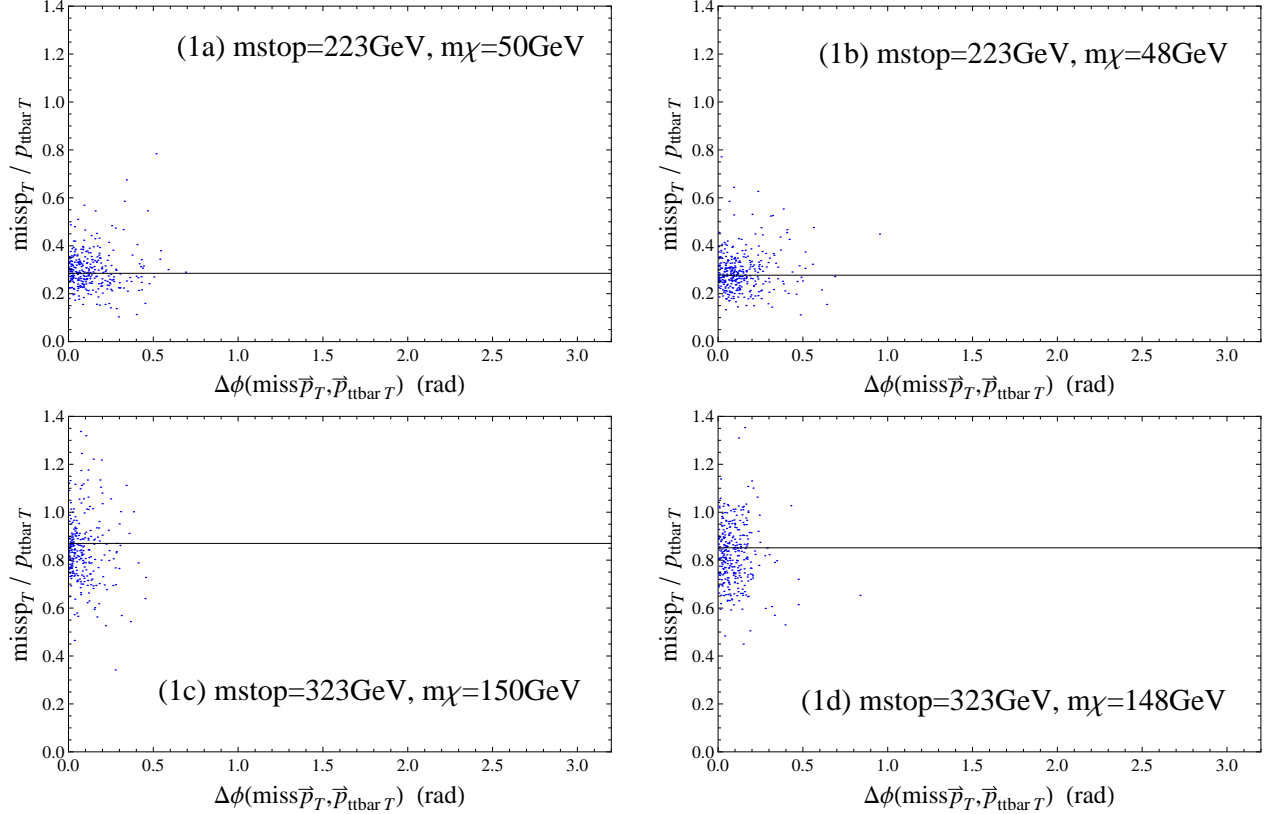 1.4
(1a) mstop=223GeV, mχ=50GeV
1.2
1.0
0.8
0.6
0.4
0.2
0.0
missp_T / p_ttbar T
0.0 0.5 1.0 1.5 2.0 2.5 3.0
Δϕ(missp⃗_T,p⃗_ttbar T) (rad)
1.4
(1b) mstop=223GeV, mχ=48GeV
1.2
1.0
0.8
0.6
0.4
0.2
0.0
missp_T / p_ttbar T
0.0 0.5 1.0 1.5 2.0 2.5 3.0
Δϕ(missp⃗_T,p⃗_ttbar T) (rad)
1.4
1.2
1.0
0.8
0.6
0.4
(1c) mstop=323GeV, mχ=150GeV
0.2
0.0
missp_T / p_ttbar T
0.0 0.5 1.0 1.5 2.0 2.5 3.0
Δϕ(missp⃗_T,p⃗_ttbar T) (rad)
1.4
1.2
1.0
0.8
0.6
0.4
(1d) mstop=323GeV, mχ=148GeV
0.2
0.0
missp_T / p_ttbar T
0.0 0.5 1.0 1.5 2.0 2.5 3.0
Δϕ(missp⃗_T,p⃗_ttbar T) (rad)